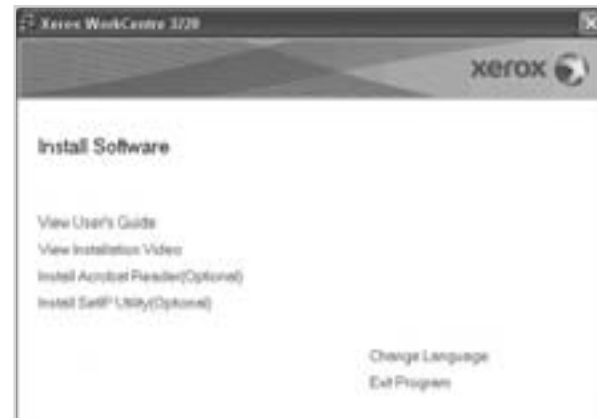 Xerox WorkCentre 3220
xerox
Install Software
View User's Guide
View Installation Video
Install Acrobat Reader(Optional)
Install SetIP Utility(Optional)
Change Language
Exit Program